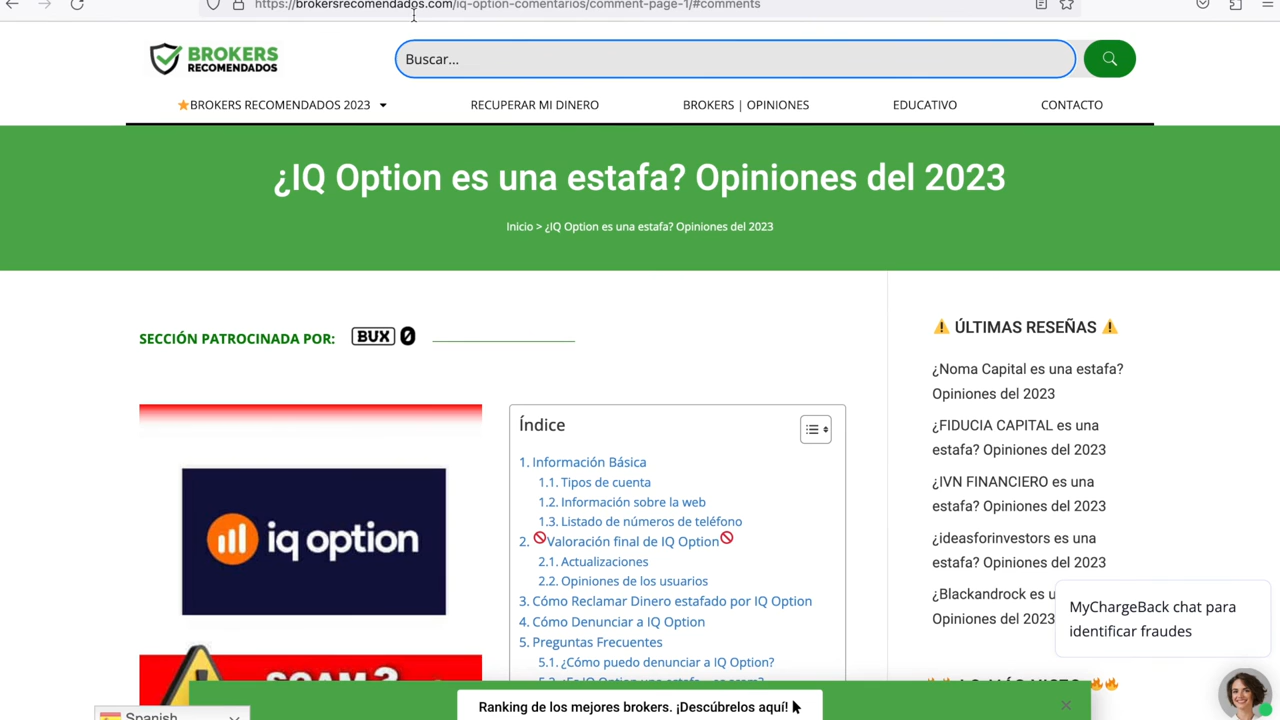 https://brokersrecomendados.com/iq-option-comentarios/comment-page-1/#comments
BROKERS
RECOMENDADOS
Buscar...
BROKERS RECOMENDADOS 2023
RECUPERAR MI DINERO
BROKERS | OPINIONES
EDUCATIVO
CONTACTO
¿IQ Option es una estafa? Opiniones del 2023
Inicio > ¿IQ Option es una estafa? Opiniones del 2023
SECCIÓN PATROCINADA POR:
BUX 0
iq option
Índice
1. Información Básica
1.1. Tipos de cuenta
1.2. Información sobre la web
1.3. Listado de números de teléfono
2. 🚫Valoración final de IQ Option🚫
2.1. Actualizaciones
2.2. Opiniones de los usuarios
3. Cómo Reclamar Dinero estafado por IQ Option
4. Cómo Denunciar a IQ Option
5. Preguntas Frecuentes
5.1. ¿Cómo puedo denunciar a IQ Option?
⚠️ ÚLTIMAS RESEÑAS ⚠️
¿Noma Capital es una estafa?
Opiniones del 2023
¿FIDUCIA CAPITAL es una
estafa? Opiniones del 2023
¿IVN FINANCIERO es una
estafa? Opiniones del 2023
¿ideasforinvestors es una
estafa? Opiniones del 2023
¿Blackandrock es
Opiniones del 2023
MyChargeBack chat para
identificar fraudes
Ranking de los mejores brokers. ¡Descúbrelos aquí!
Spanish